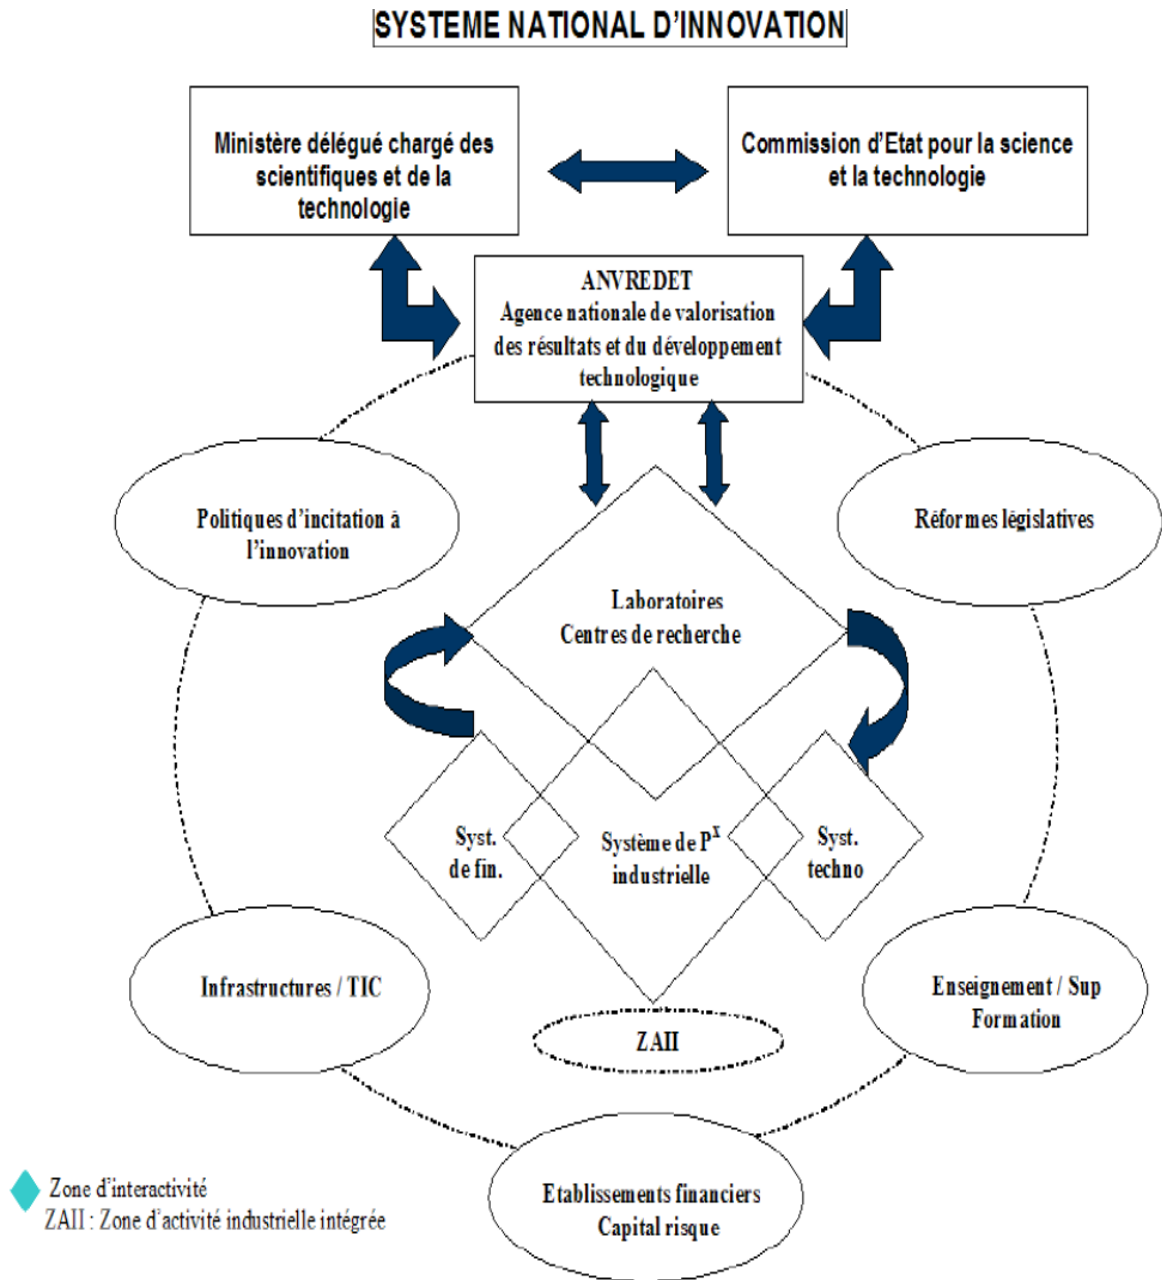 SYSTEME NATIONAL D'INNOVATION
Ministère délégué chargé des
scientifiques et de la
technologie
Commission d'Etat pour la science
et la technologie
ANVREDET
Agence nationale de valorisation
des résultats et du développement
technologique
Politiques d'incitation à
l'innovation
Réformes législatives
Laboratoires
Centres de recherche
Syst.
de fin.
Système de Pˣ
industrielle
Syst.
techno
Infrastructures / TIC
Enseignement / Sup
Formation
ZAII
Etablissements financiers
Capital risque
Zone d'interactivité
ZAII : Zone d'activité industrielle intégrée